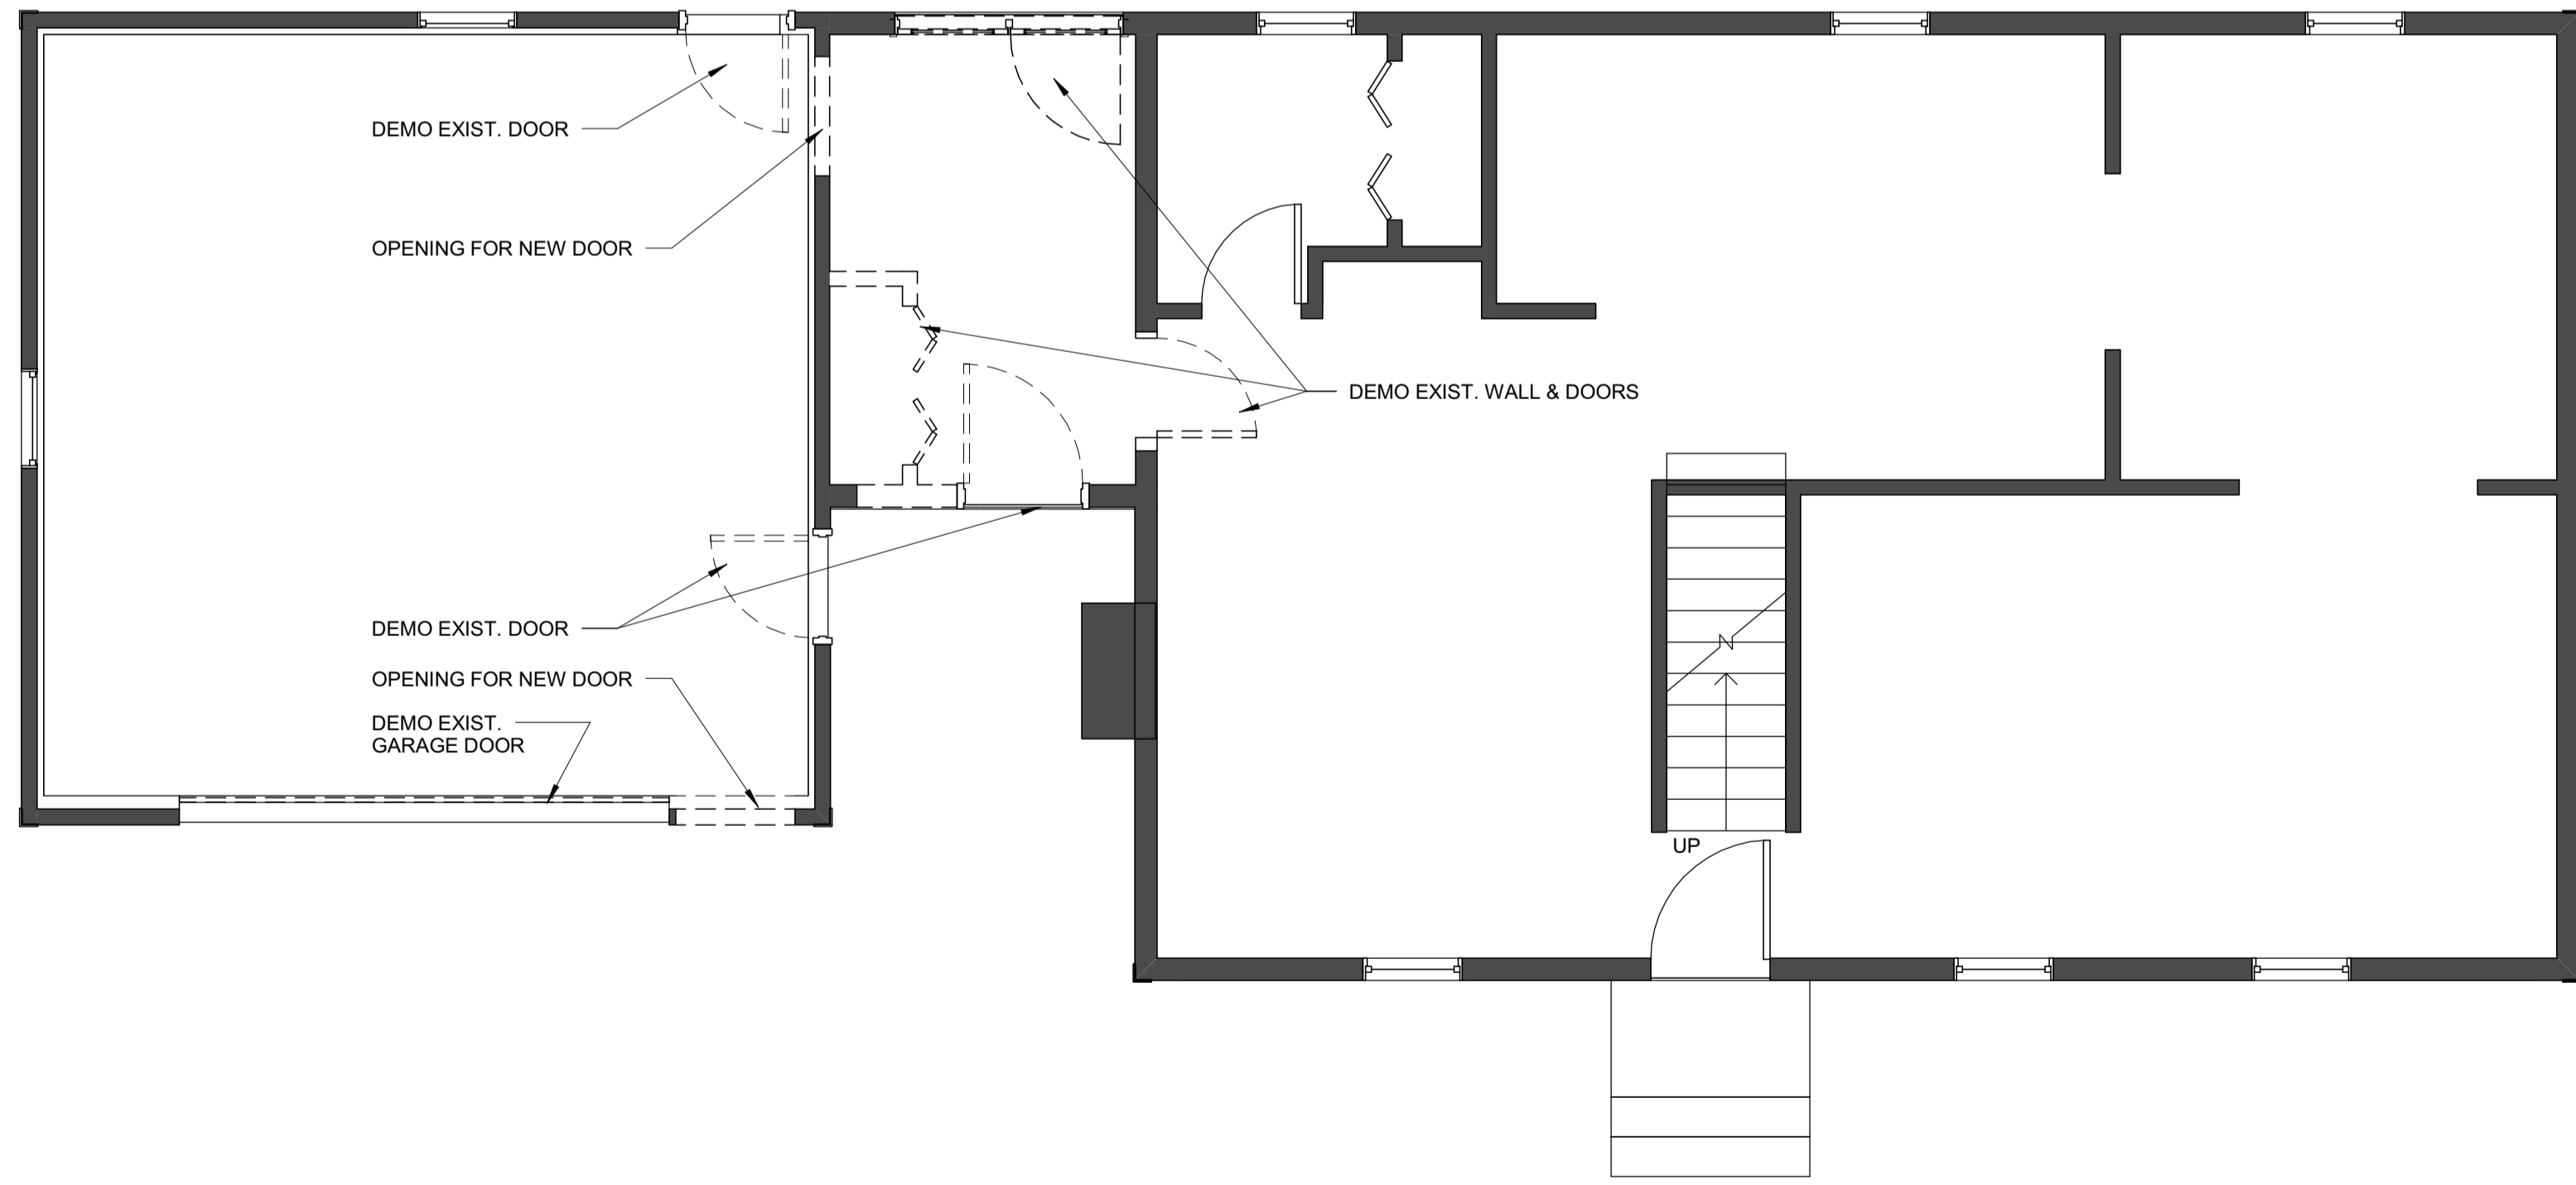 DEMO EXIST. DOOR
OPENING FOR NEW DOOR
DEMO EXIST. WALL & DOORS
DEMO EXIST. DOOR
OPENING FOR NEW DOOR
DEMO EXIST.
GARAGE DOOR
UP